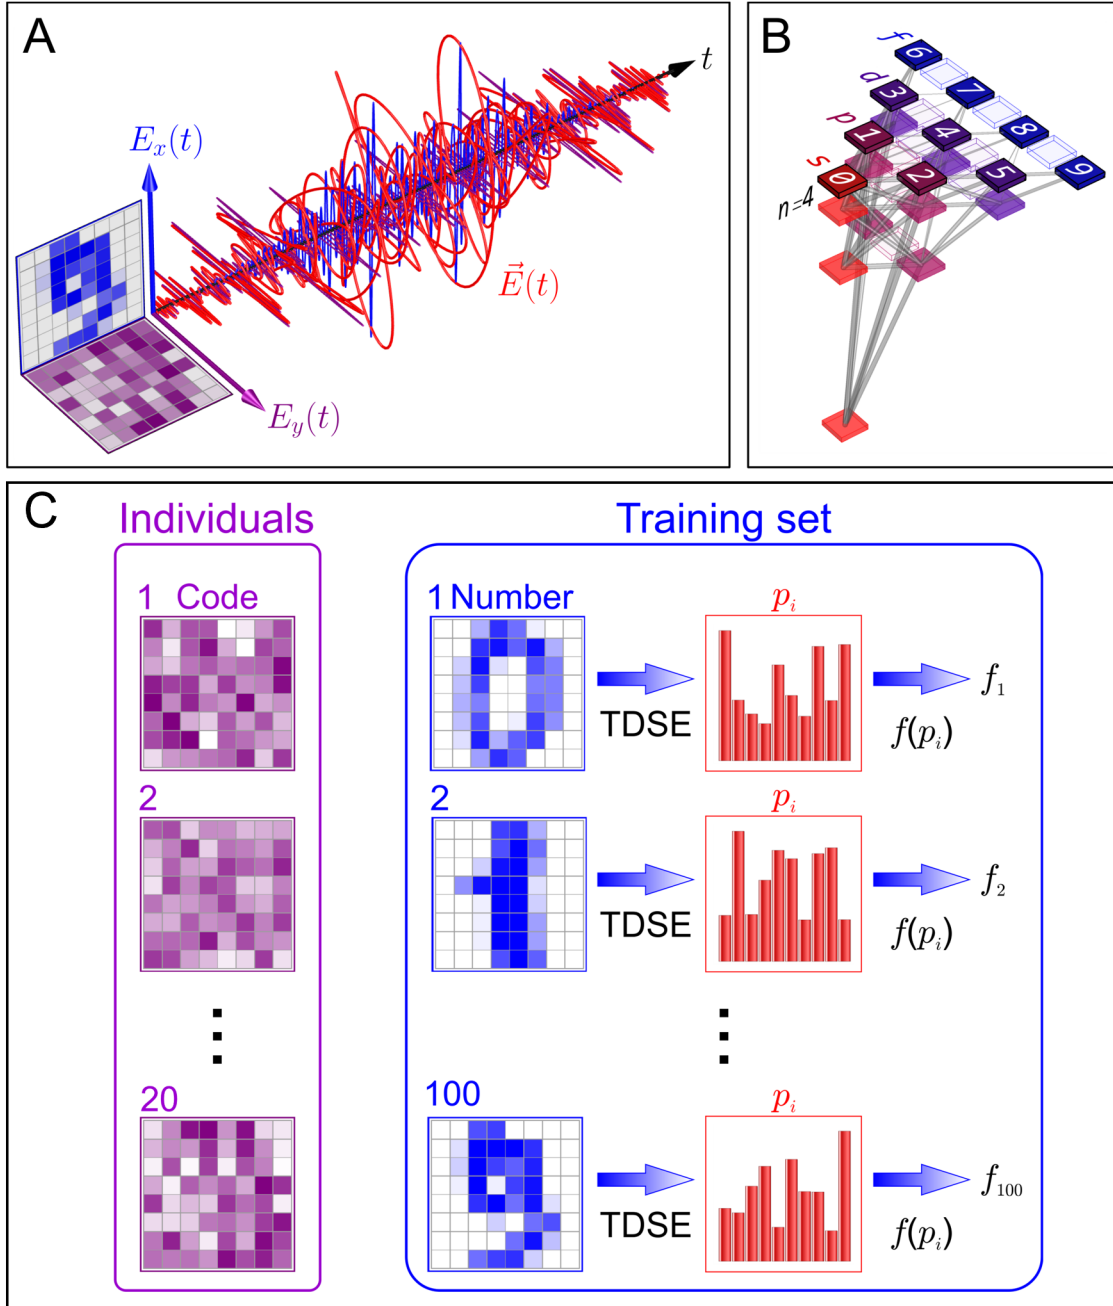 A
E_x(t)
t
E⃗(t)
E_y(t)
B
f 6
d 3 7
p 1 4 8
s 0 2 5 9
n=4
C
Individuals
Training set
1 Code
1 Number
p_i
TDSE
f(p_i)
f_1
2
2
p_i
TDSE
f(p_i)
f_2
20
100
p_i
TDSE
f(p_i)
f_100